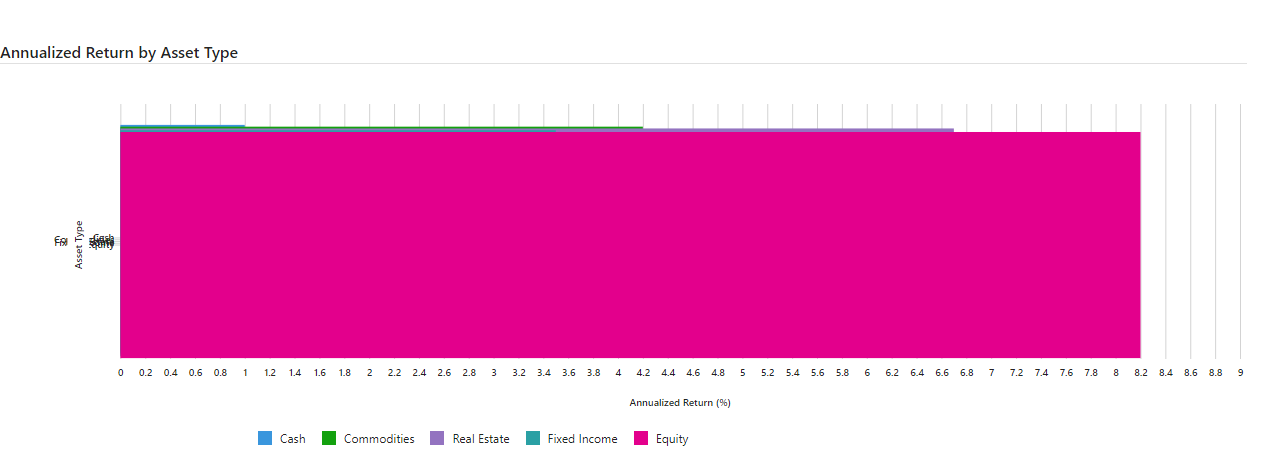 Annualized Return by Asset Type
Cash
Equity
Asset Type
0 0.2 0.4 0.6 0.8 1 1.2 1.4 1.6 1.8 2 2.2 2.4 2.6 2.8 3 3.2 3.4 3.6 3.8 4 4.2 4.4 4.6 4.8 5 5.2 5.4 5.6 5.8 6 6.2 6.4 6.6 6.8 7 7.2 7.4 7.6 7.8 8 8.2 8.4 8.6 8.8 9
Annualized Return (%)
Cash Commodities Real Estate Fixed Income Equity